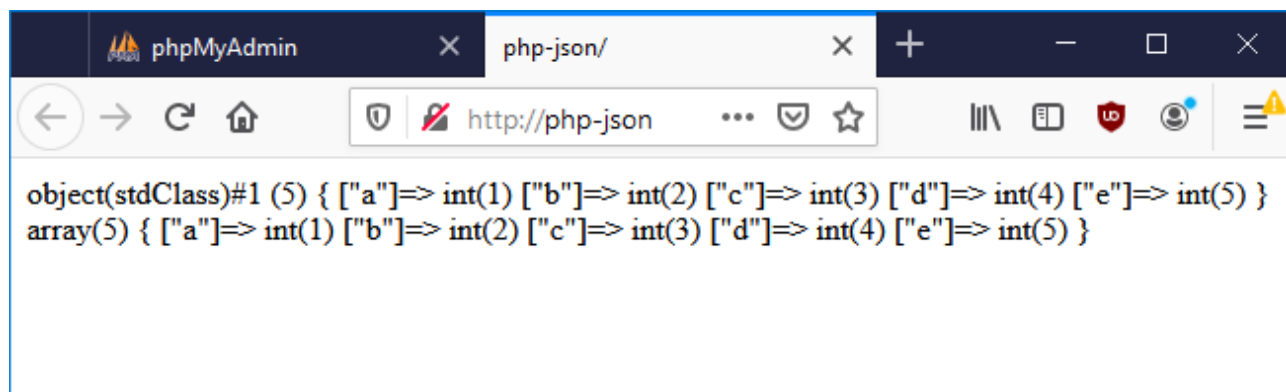 phpMyAdmin
php-json/
http://php-json
object(stdClass)#1 (5) { ["a"]=> int(1) ["b"]=> int(2) ["c"]=> int(3) ["d"]=> int(4) ["e"]=> int(5) }
array(5) { ["a"]=> int(1) ["b"]=> int(2) ["c"]=> int(3) ["d"]=> int(4) ["e"]=> int(5) }